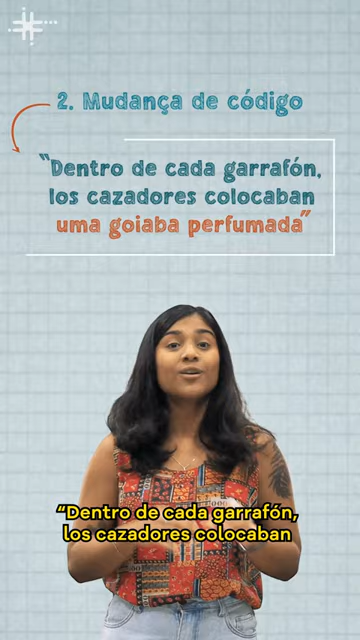 2. Mudança de código
“Dentro de cada garrafón,
los cazadores colocaban
uma goiaba perfumada”
“Dentro de cada garrafón,
los cazadores colocaban